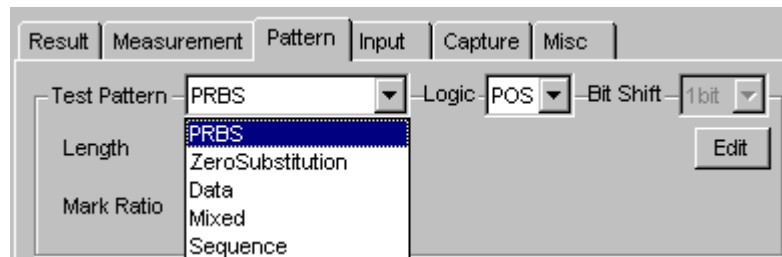 Result Measurement Pattern Input Capture Misc
Test Pattern PRBS Logic POS Bit Shift 1bit
Length PRBS Edit
ZeroSubstitution
Data
Mark Ratio Mixed
Sequence